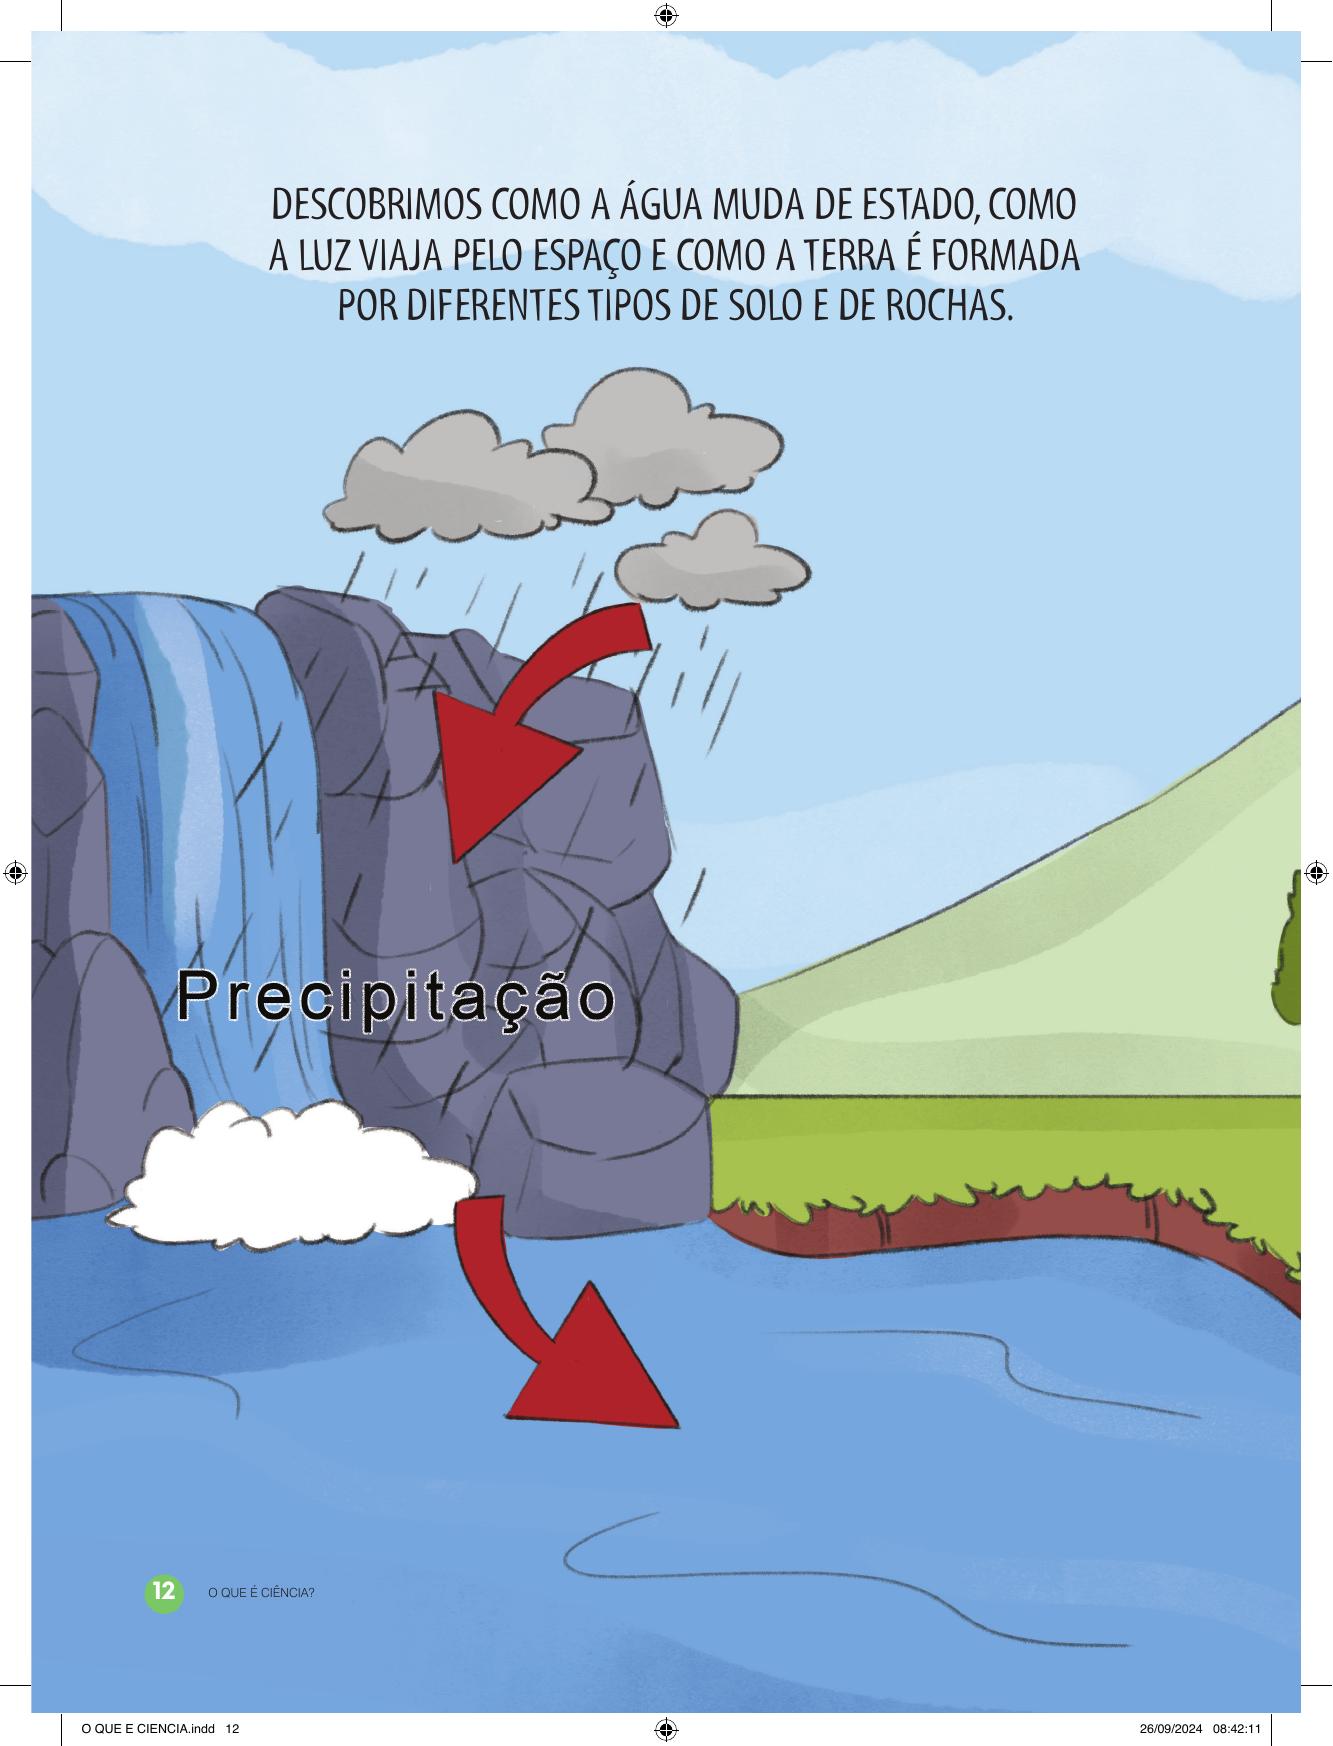 DESCOBRIMOS COMO A ÁGUA MUDA DE ESTADO, COMO
A LUZ VIAJA PELO ESPAÇO E COMO A TERRA É FORMADA
POR DIFERENTES TIPOS DE SOLO E DE ROCHAS.
Precipitação
12 O QUE É CIÊNCIA?
O QUE E CIENCIA.indd 12 26/09/2024 08:42:11